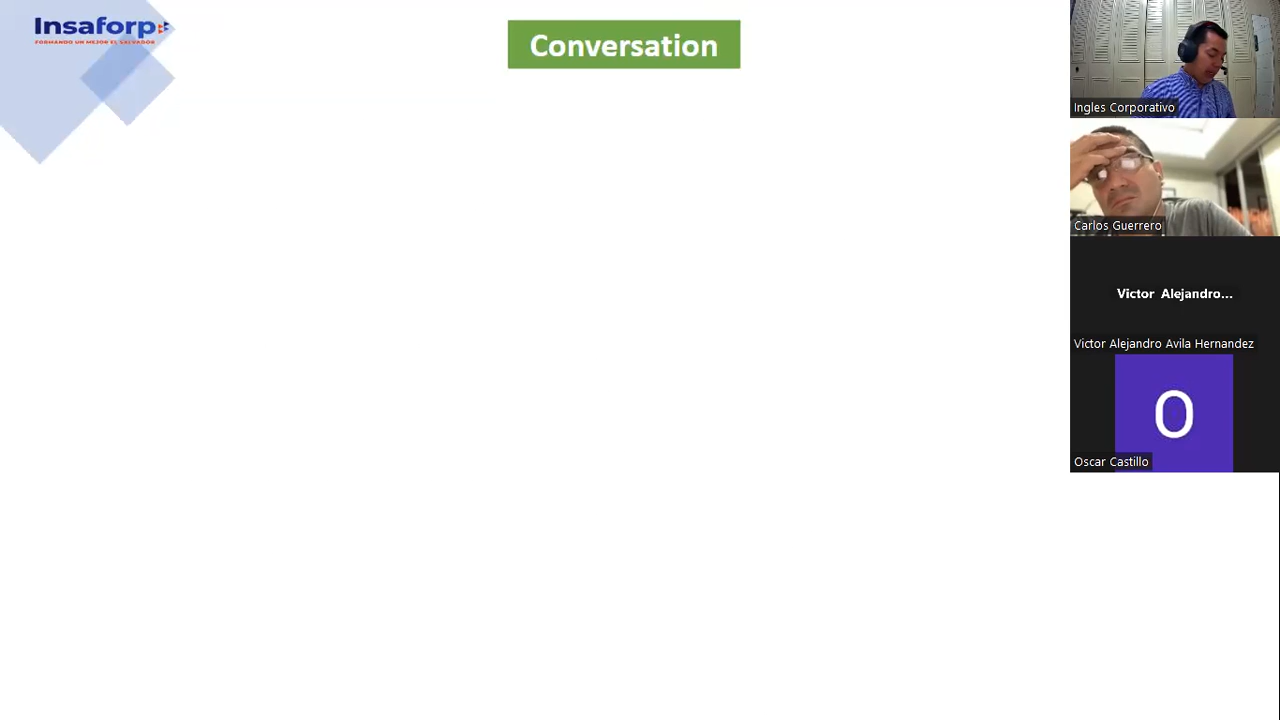 Insaforp
FORMANDO UN MEJOR EL SALVADOR
Conversation
Ingles Corporativo
Carlos Guerrero
Victor Alejandro...
Victor Alejandro Avila Hernandez
O
Oscar Castillo